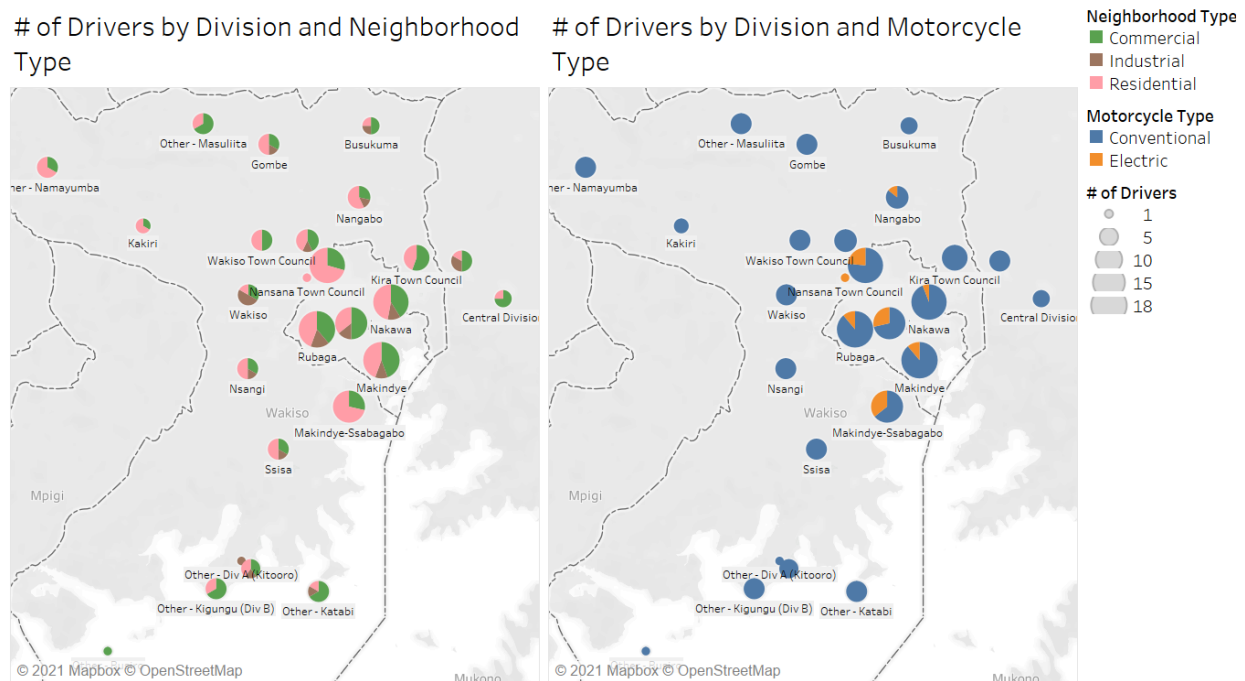 # of Drivers by Division and Neighborhood
Type
Other - Masuliita
Busukuma
Gombe
her - Namayumba
Nangabo
Kakiri
Wakiso Town Council
Kira Town Council
Nansana Town Council
Wakiso
Central Division
Nakawa
Rubaga
Nsangi
Makindye
Wakiso
Makindye-Ssabagabo
Ssisa
Mpigi
Other - Div A (Kitooro)
Other - Kigungu (Div B)
Other - Katabi
© 2021 Mapbox © OpenStreetMap
Mukono
# of Drivers by Division and Motorcycle
Type
Other - Masuliita
Busukuma
Gombe
her - Namayumba
Nangabo
Kakiri
Wakiso Town Council
Kira Town Council
Nansana Town Council
Wakiso
Central Division
Nakawa
Rubaga
Nsangi
Makindye
Wakiso
Makindye-Ssabagabo
Ssisa
Mpigi
Other - Div A (Kitooro)
Other - Kigungu (Div B)
Other - Katabi
© 2021 Mapbox © OpenStreetMap
Mukono
Neighborhood Type
Commercial
Industrial
Residential
Motorcycle Type
Conventional
Electric
# of Drivers
1
5
10
15
18